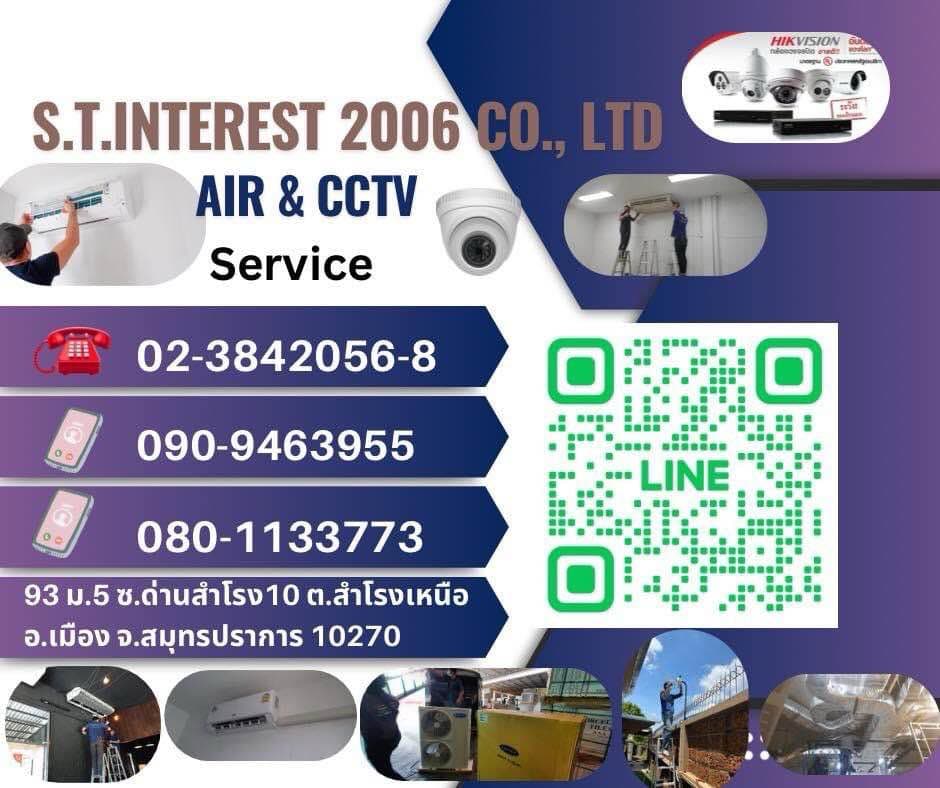 HIKVISION
S.T.INTEREST 2006 CO., LTD
AIR & CCTV
Service
02-3842056-8
090-9463955
080-1133773
LINE
93 ม.5 ซ.ด่านสำโรง10 ต.สำโรงเหนือ
อ.เมือง จ.สมุทรปราการ 10270